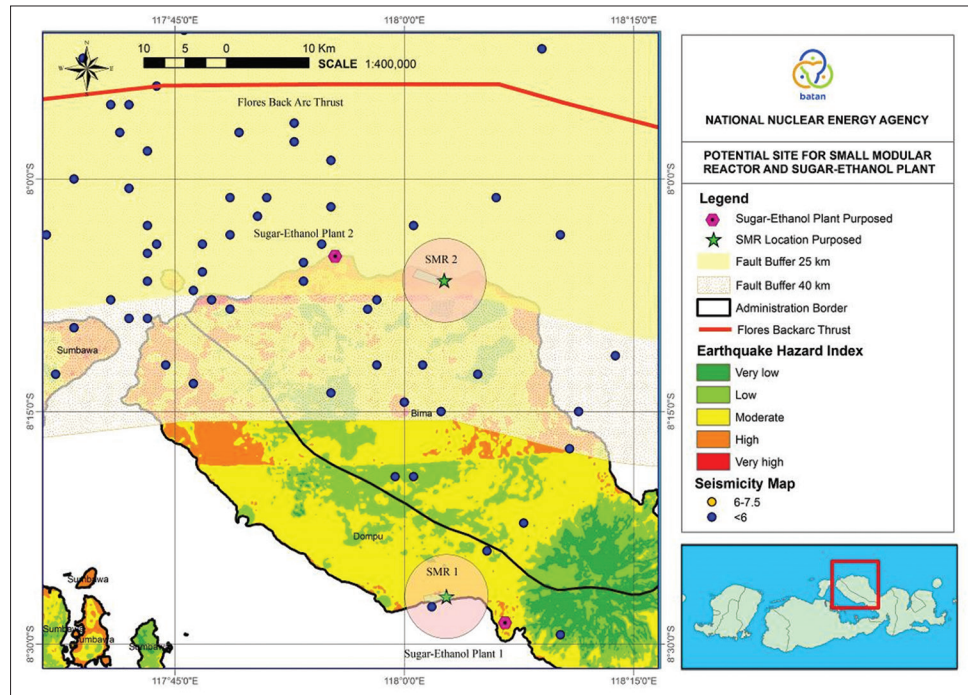 117°45'0"E
118°0'0"E
118°15'0"E
10 5 0 10 Km
SCALE 1:400,000
Flores Back Arc Thrust
8°0'0"S
8°0'0"S
Sugar-Ethanol Plant 2
SMR 2
Sumbawa
Bima
8°15'0"S
8°15'0"S
Dompu
SMR 1
Sumbawa
Sumbawa
Sumbawa
Sumbawa
Sugar-Ethanol Plant 1
8°30'0"S
8°30'0"S
117°45'0"E
118°0'0"E
118°15'0"E
batan
NATIONAL NUCLEAR ENERGY AGENCY
POTENTIAL SITE FOR SMALL MODULAR
REACTOR AND SUGAR-ETHANOL PLANT
Legend
Sugar-Ethanol Plant Purposed
SMR Location Purposed
Fault Buffer 25 km
Fault Buffer 40 km
Administration Border
Flores Backarc Thrust
Earthquake Hazard Index
Very low
Low
Moderate
High
Very high
Seismicity Map
6-7.5
<6